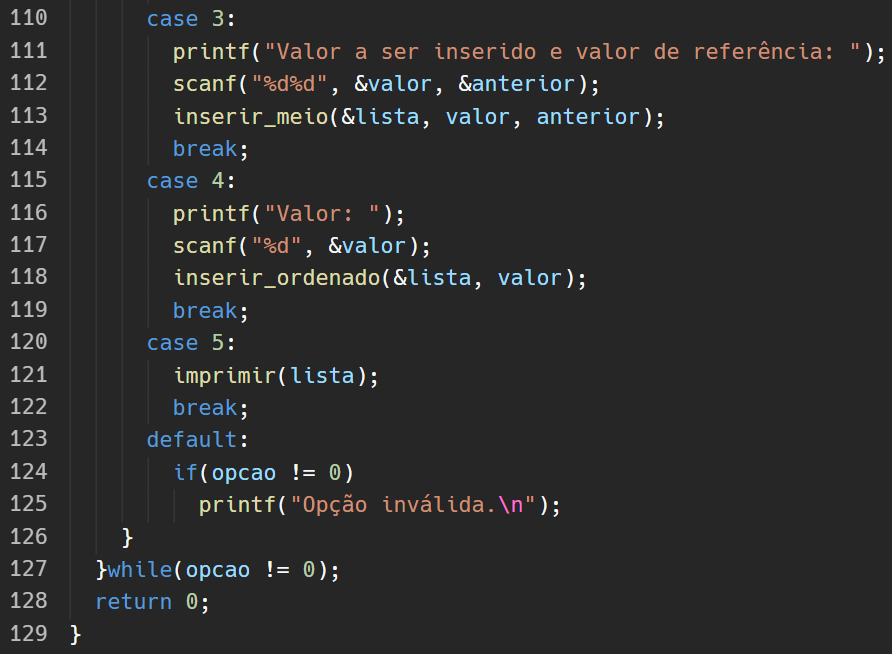 110 case 3:
111 printf("Valor a ser inserido e valor de referência: ");
112 scanf("%d%d", &valor, &anterior);
113 inserir_meio(&lista, valor, anterior);
114 break;
115 case 4:
116 printf("Valor: ");
117 scanf("%d", &valor);
118 inserir_ordenado(&lista, valor);
119 break;
120 case 5:
121 imprimir(lista);
122 break;
123 default:
124 if(opcao != 0)
125 printf("Opção inválida.\n");
126 }
127 }while(opcao != 0);
128 return 0;
129 }